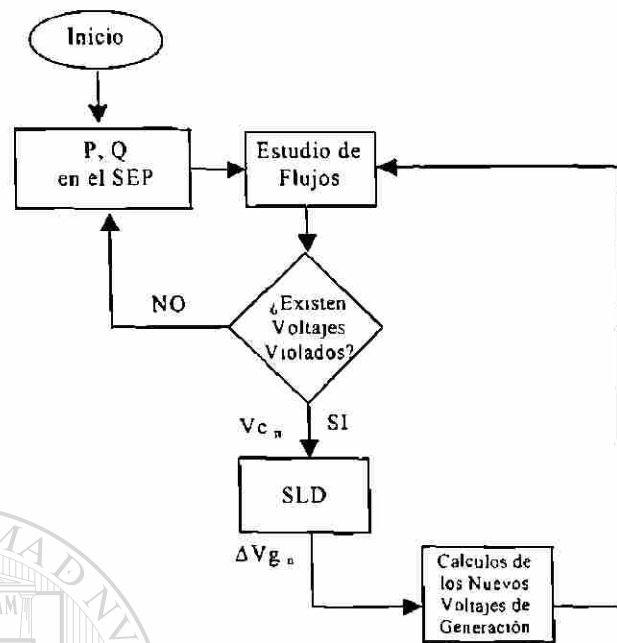 Inicio
P, Q
en el SEP
Estudio de
Flujos
NO
¿Existen
Voltajes
Violados?
Vc n
SI
SLD
ΔVg n
Calculos de
los Nuevos
Voltajes de
Generación